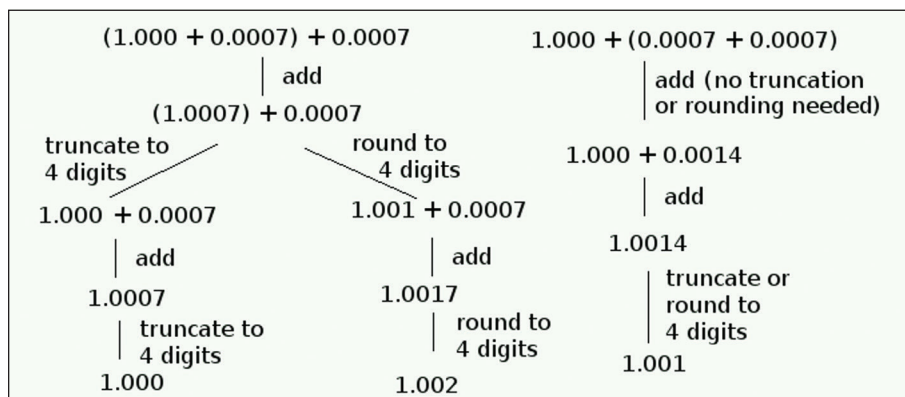 (1.000 + 0.0007) + 0.0007
add
(1.0007) + 0.0007
truncate to
4 digits
round to
4 digits
1.000 + 0.0007
1.001 + 0.0007
add
add
1.0007
1.0017
truncate to
4 digits
round to
4 digits
1.000
1.002
1.000 + (0.0007 + 0.0007)
add (no truncation
or rounding needed)
1.000 + 0.0014
add
1.0014
truncate or
round to
4 digits
1.001